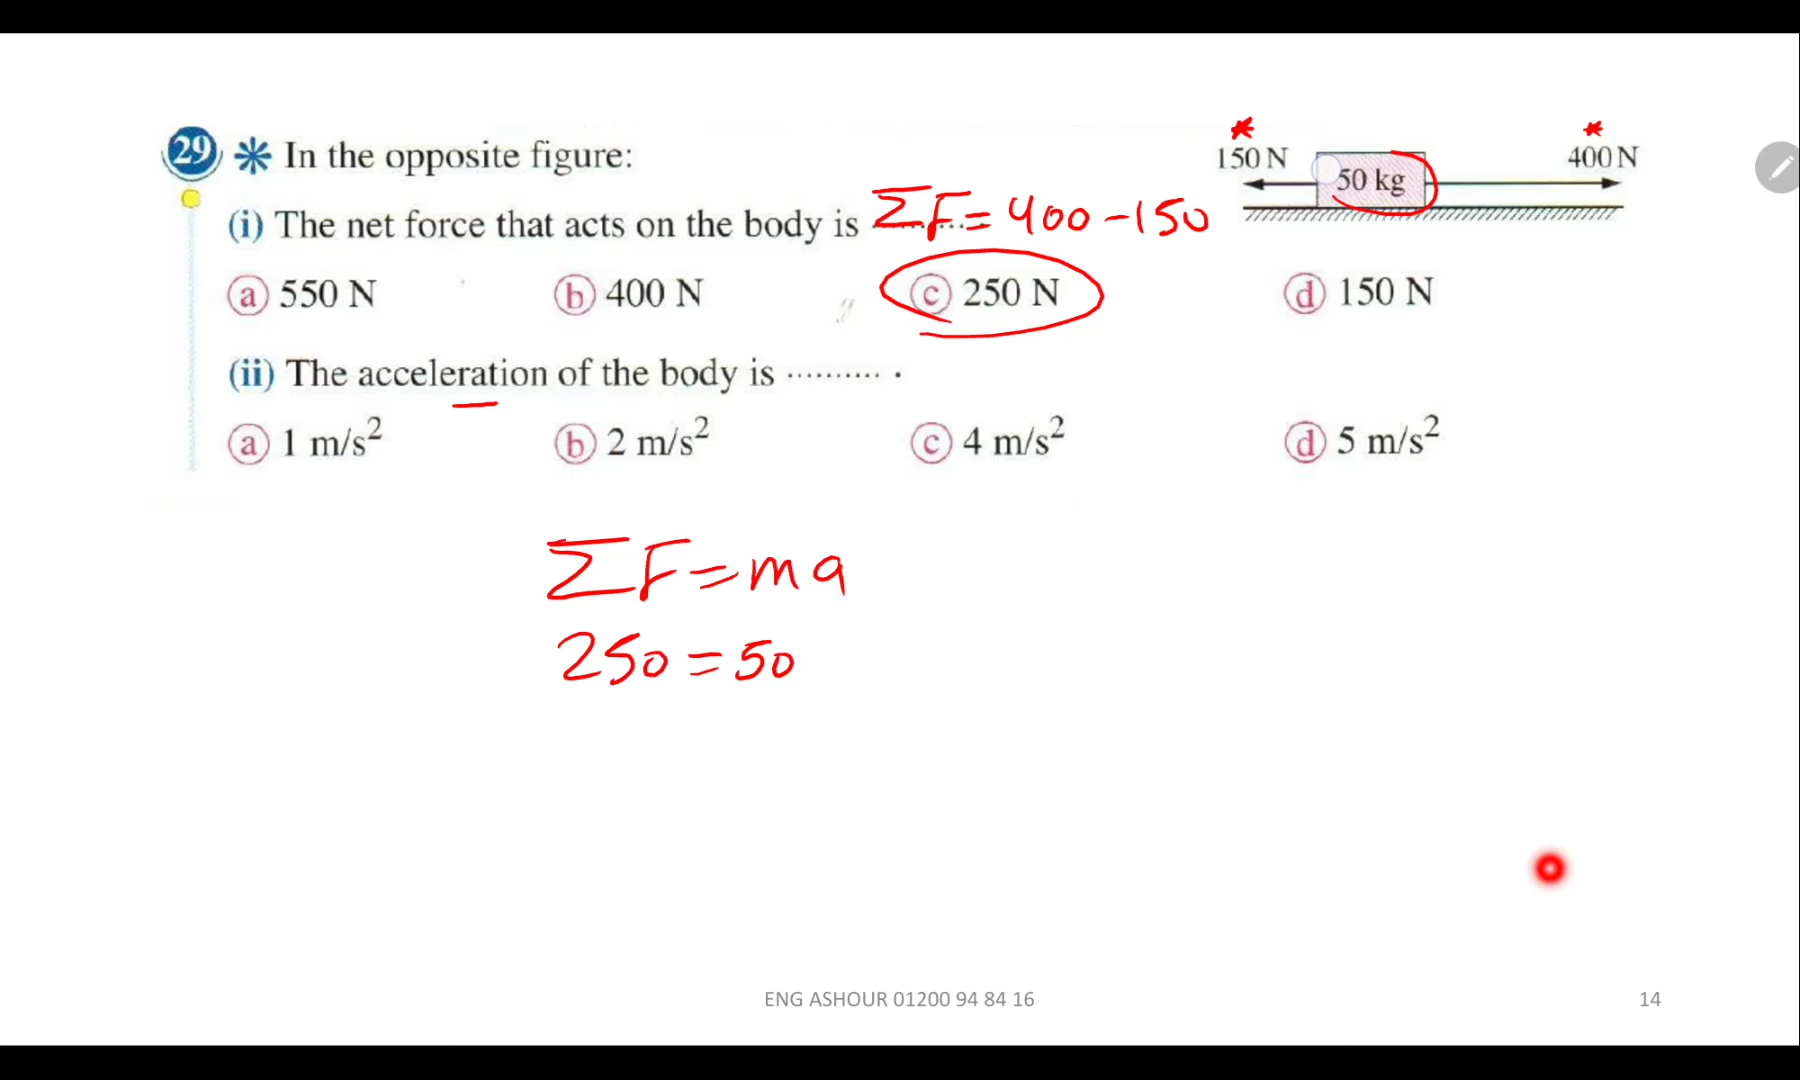 29 * In the opposite figure:
150 N 50 kg 400 N
(i) The net force that acts on the body is .......... ΣF = 400 - 150
a 550 N b 400 N c 250 N d 150 N
(ii) The acceleration of the body is .......... .
a 1 m/s² b 2 m/s² c 4 m/s² d 5 m/s²
ΣF = ma
250 = 50
ENG ASHOUR 01200 94 84 16
14